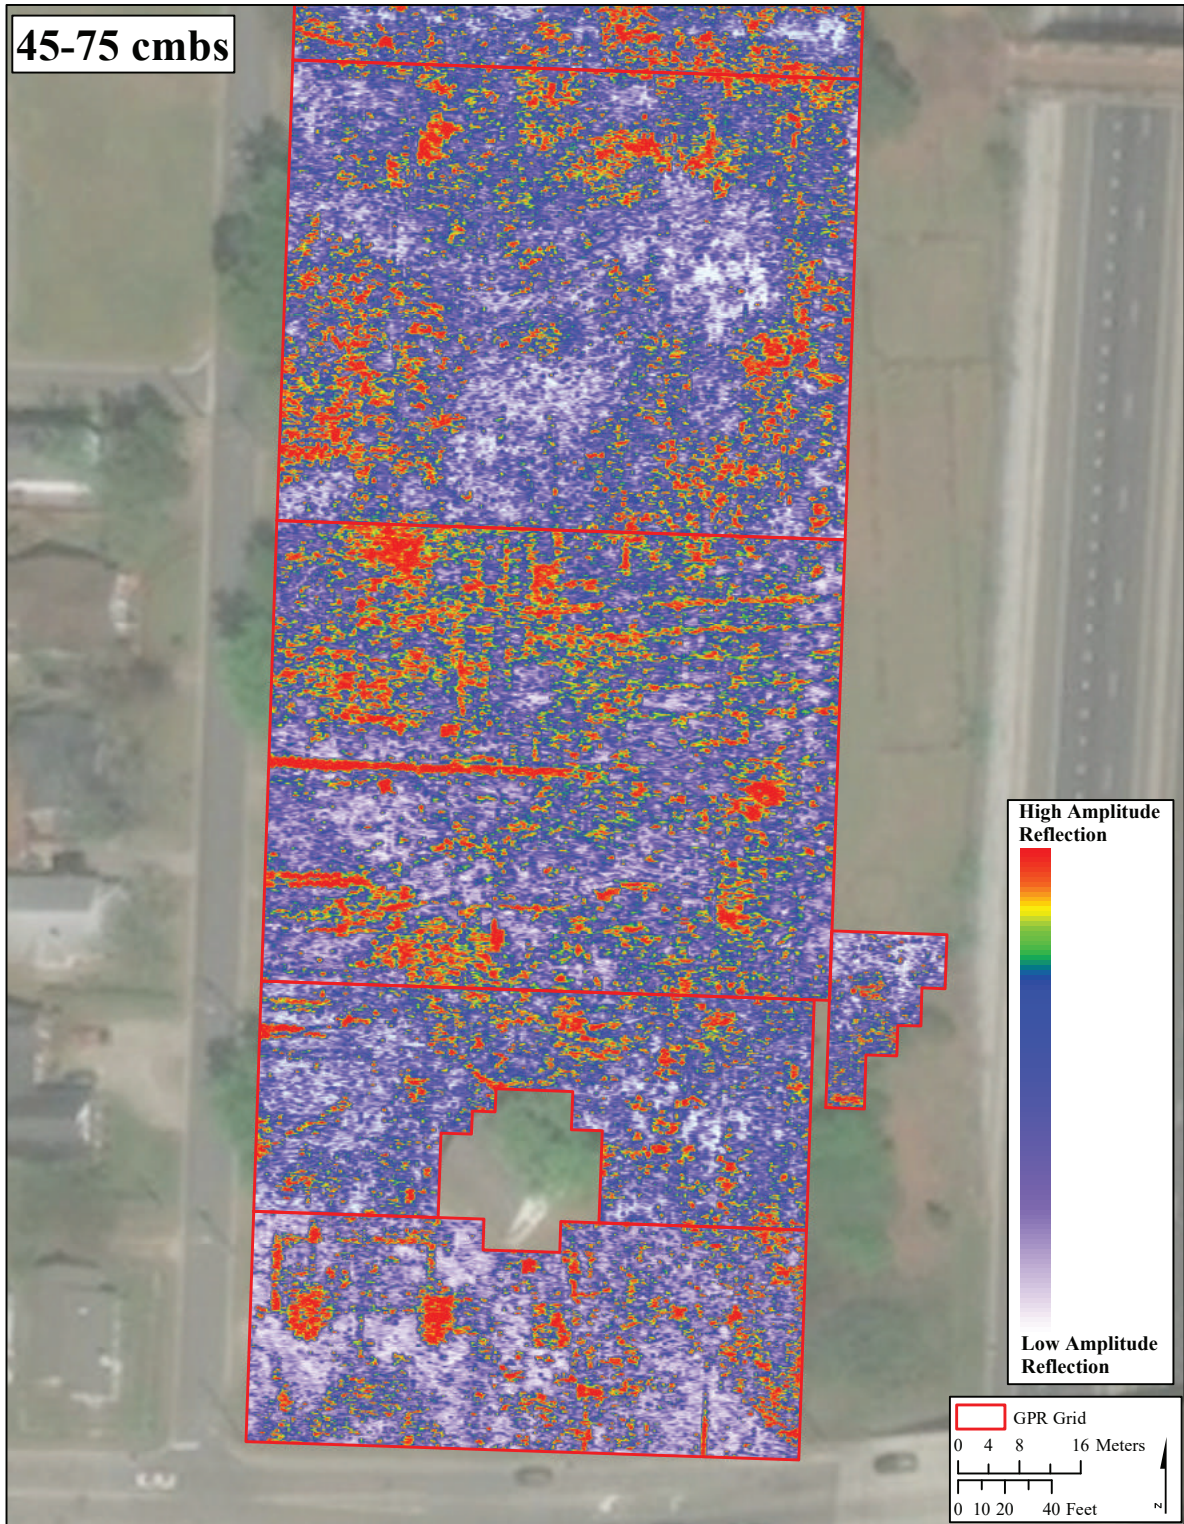 45-75 cmbs
High Amplitude
Reflection
Low Amplitude
Reflection
GPR Grid
0 4 8 16 Meters
0 10 20 40 Feet
N